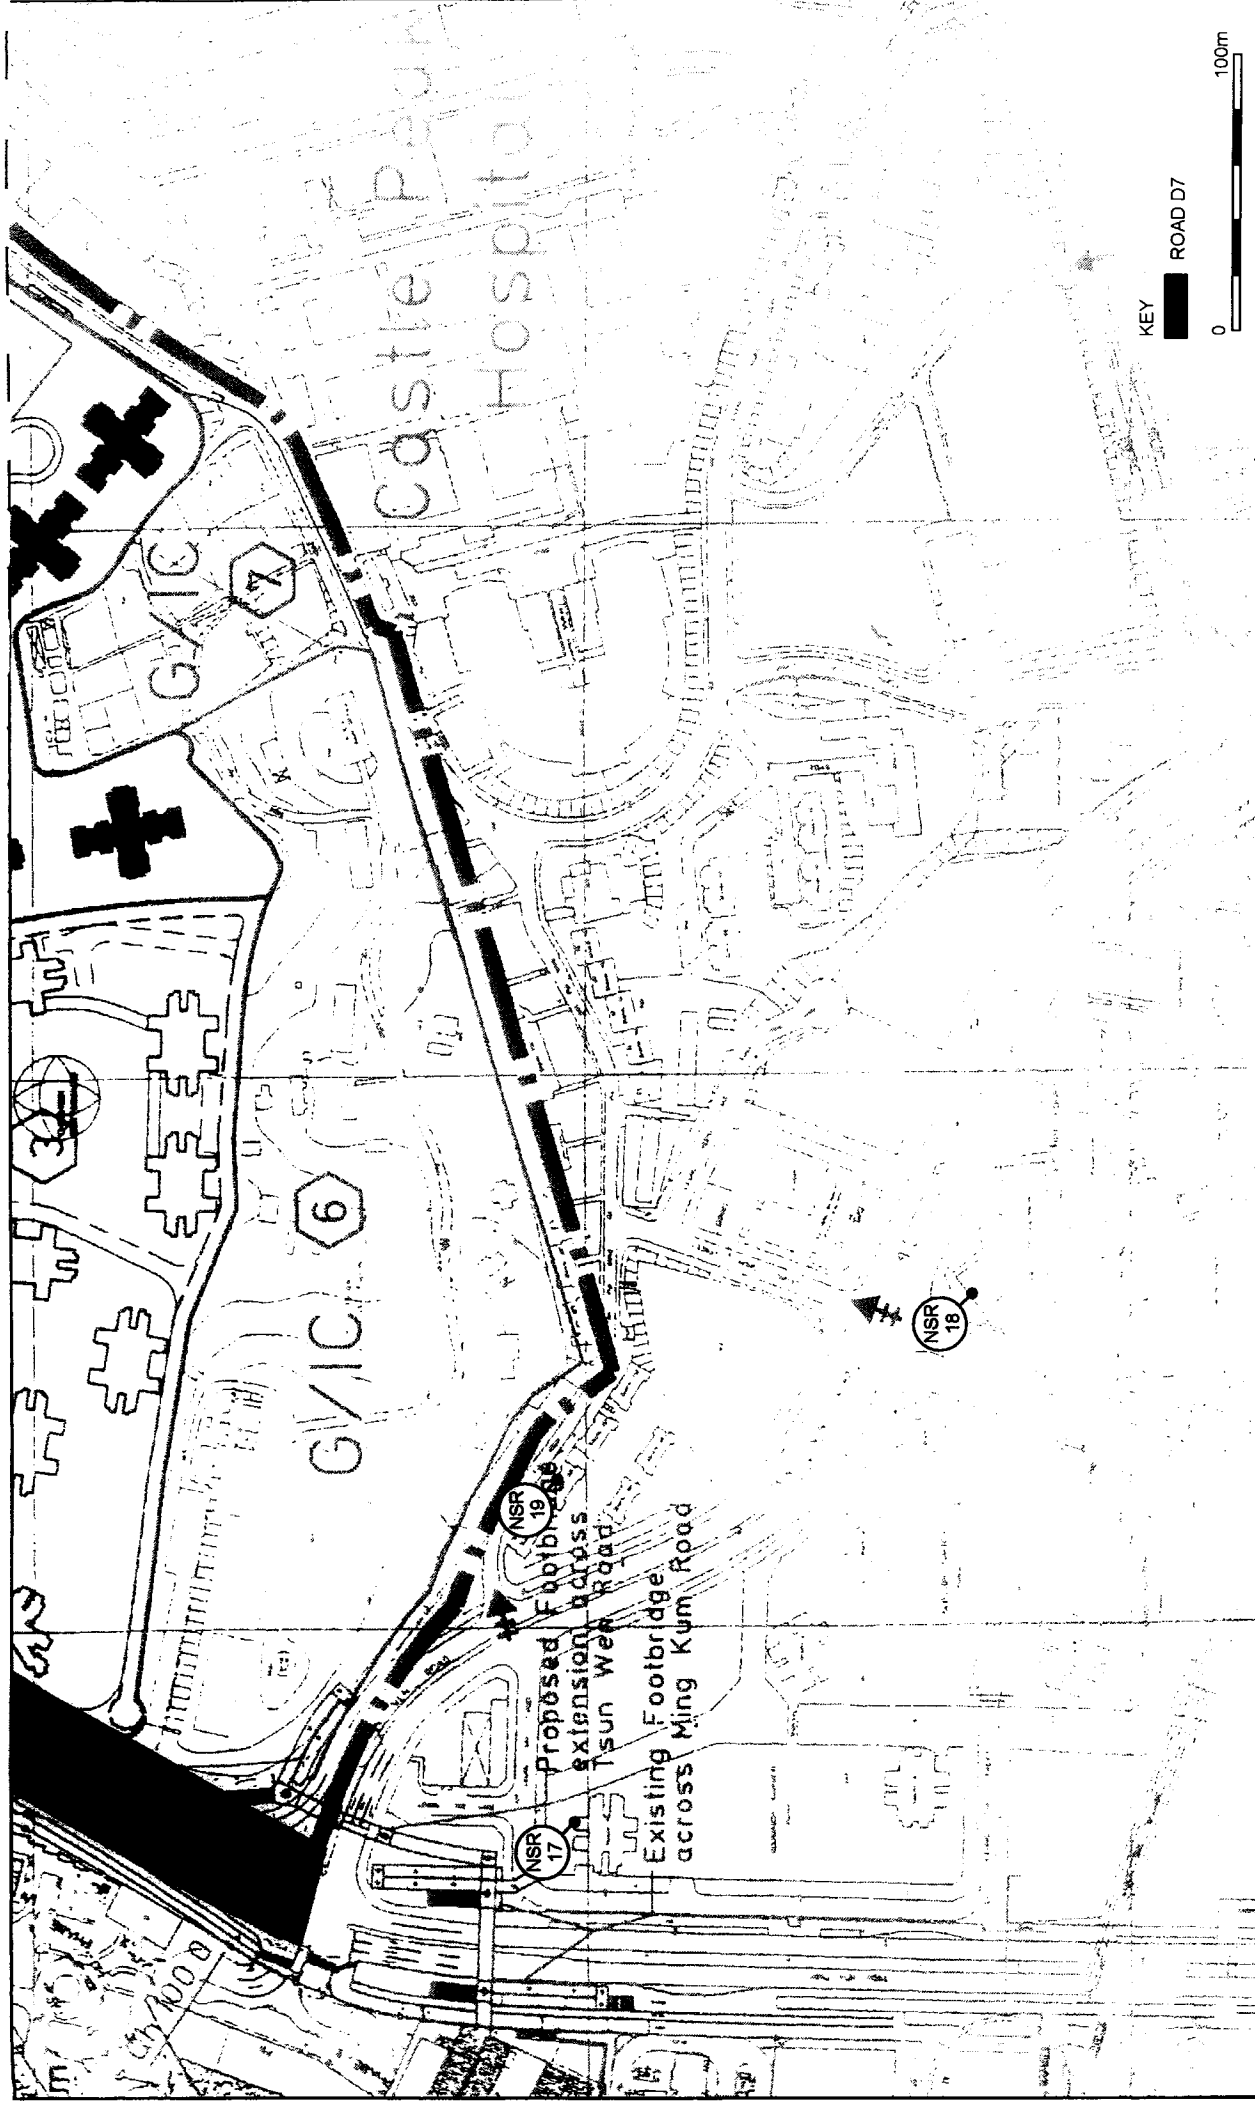 Castle Peak
Hospital
G/IC
7
3
G/IC
6
NSR
19
NSR
18
NSR
17
Proposed Footbridge
extension across
Tsun Wen Road
Existing Footbridge
across Ming Kum Road
KEY
ROAD D7
0
100m